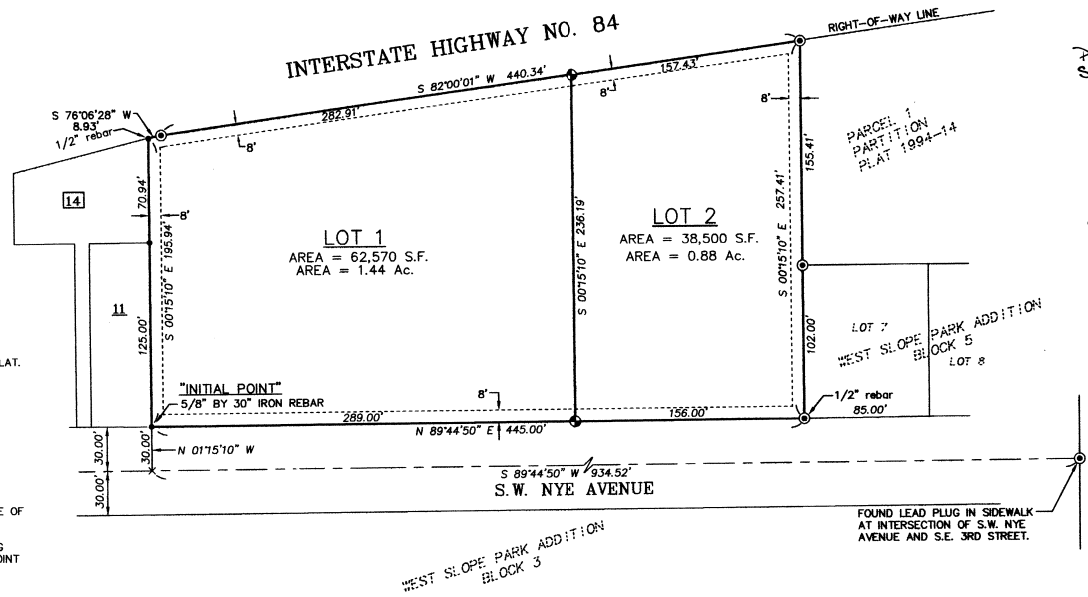 INTERSTATE HIGHWAY NO. 84
RIGHT-OF-WAY LINE
S 82°00'01" W 440.34'
157.43'
282.91'
S 76°06'28" W
8.93'
1/2" rebar
8'
8'
8'
PARCEL 1
PARTITION
PLAT 1994-14
155.41'
14
70.94'
8'
S 00°15'10" E 195.94'
LOT 1
AREA = 62,570 S.F.
AREA = 1.44 Ac.
S 00°15'10" E 236.19'
LOT 2
AREA = 38,500 S.F.
AREA = 0.88 Ac.
S 00°15'10" E 257.41'
11
125.00'
LOT 7
WEST SLOPE PARK ADDITION
BLOCK 5
LOT 8
102.00'
LAT.
"INITIAL POINT"
5/8" BY 30" IRON REBAR
8'
1/2" rebar
289.00'
N 89°44'50" E 445.00'
156.00'
85.00'
30.00'
30.00'
N 01°15'10" W
S 89°44'50" W 934.52'
30.00'
S.W. NYE AVENUE
E OF
G
OINT
FOUND LEAD PLUG IN SIDEWALK
AT INTERSECTION OF S.W. NYE
AVENUE AND S.E. 3RD STREET.
WEST SLOPE PARK ADDITION
BLOCK 3